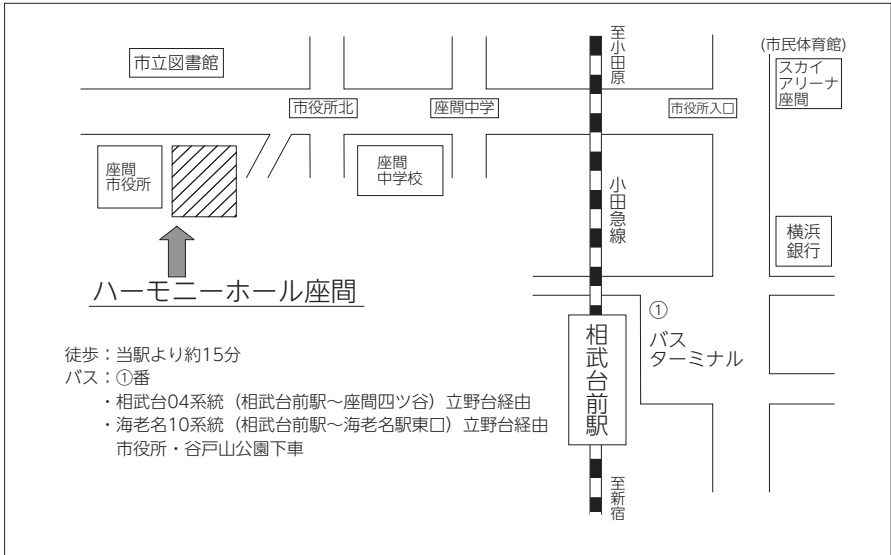 市立図書館
市役所北
座間中学
至小田原
市役所入口
(市民体育館)
スカイ
アリーナ
座間
座間
市役所
座間
中学校
小田急線
横浜
銀行
ハーモニーホール座間
①
バス
ターミナル
相武台前駅
徒歩：当駅より約15分
バス：①番
・相武台04系統（相武台前駅〜座間四ツ谷）立野台経由
・海老名10系統（相武台前駅〜海老名駅東口）立野台経由
市役所・谷戸山公園下車
至新宿